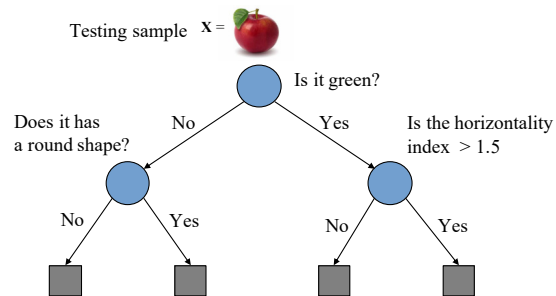 Testing sample X =
Is it green?
Does it has
a round shape?
No
Yes
Is the horizontality
index > 1.5
No
Yes
No
Yes